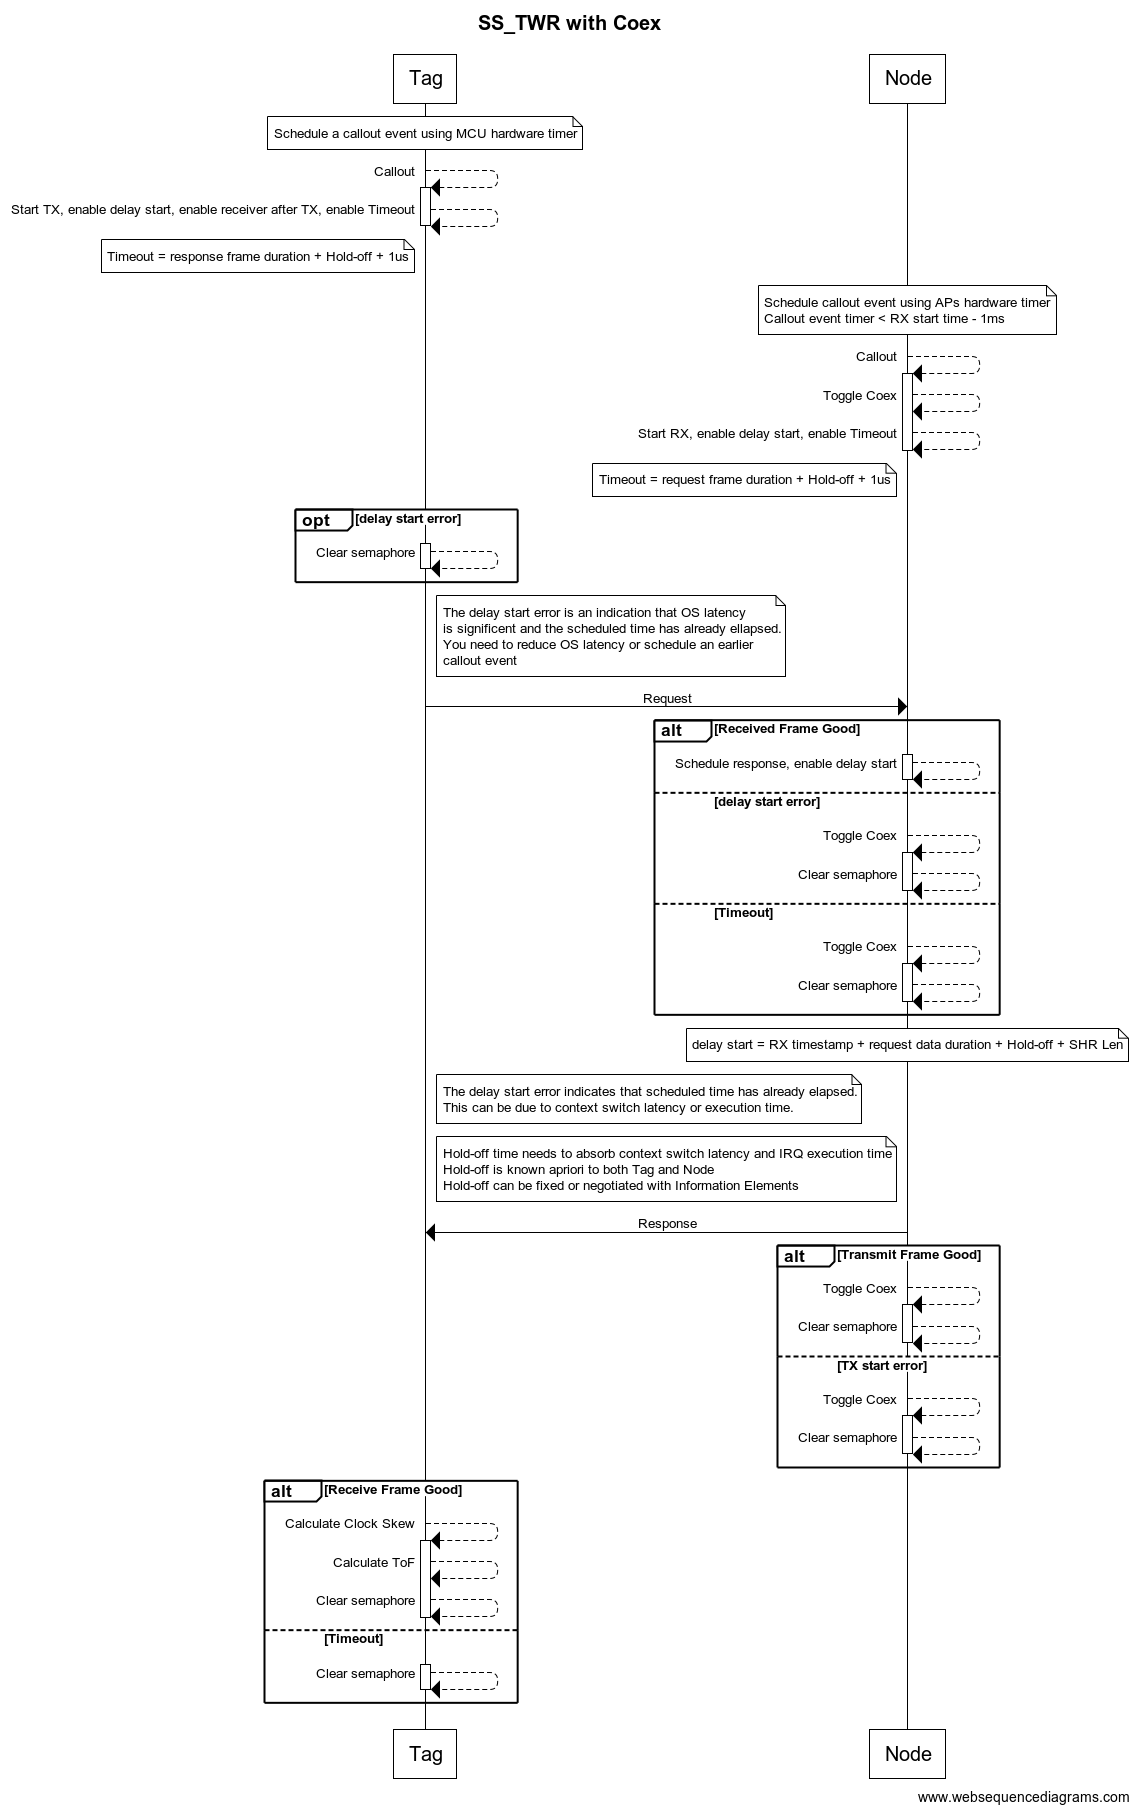 SS_TWR with Coex
Tag
Node
Schedule a callout event using MCU hardware timer
Callout
Start TX, enable delay start, enable receiver after TX, enable Timeout
Timeout = response frame duration + Hold-off + 1us
Schedule callout event using APs hardware timer
Callout event timer < RX start time - 1ms
Callout
Toggle Coex
Start RX, enable delay start, enable Timeout
Timeout = request frame duration + Hold-off + 1us
opt
[delay start error]
Clear semaphore
The delay start error is an indication that OS latency
is significent and the scheduled time has already ellapsed.
You need to reduce OS latency or schedule an earlier
callout event
Request
alt
[Received Frame Good]
Schedule response, enable delay start
[delay start error]
Toggle Coex
Clear semaphore
[Timeout]
Toggle Coex
Clear semaphore
delay start = RX timestamp + request data duration + Hold-off + SHR Len
The delay start error indicates that scheduled time has already elapsed.
This can be due to context switch latency or execution time.
Hold-off time needs to absorb context switch latency and IRQ execution time
Hold-off is known apriori to both Tag and Node
Hold-off can be fixed or negotiated with Information Elements
Response
alt
[Transmit Frame Good]
Toggle Coex
Clear semaphore
[TX start error]
Toggle Coex
Clear semaphore
alt
[Receive Frame Good]
Calculate Clock Skew
Calculate ToF
Clear semaphore
[Timeout]
Clear semaphore
Tag
Node
www.websequencediagrams.com